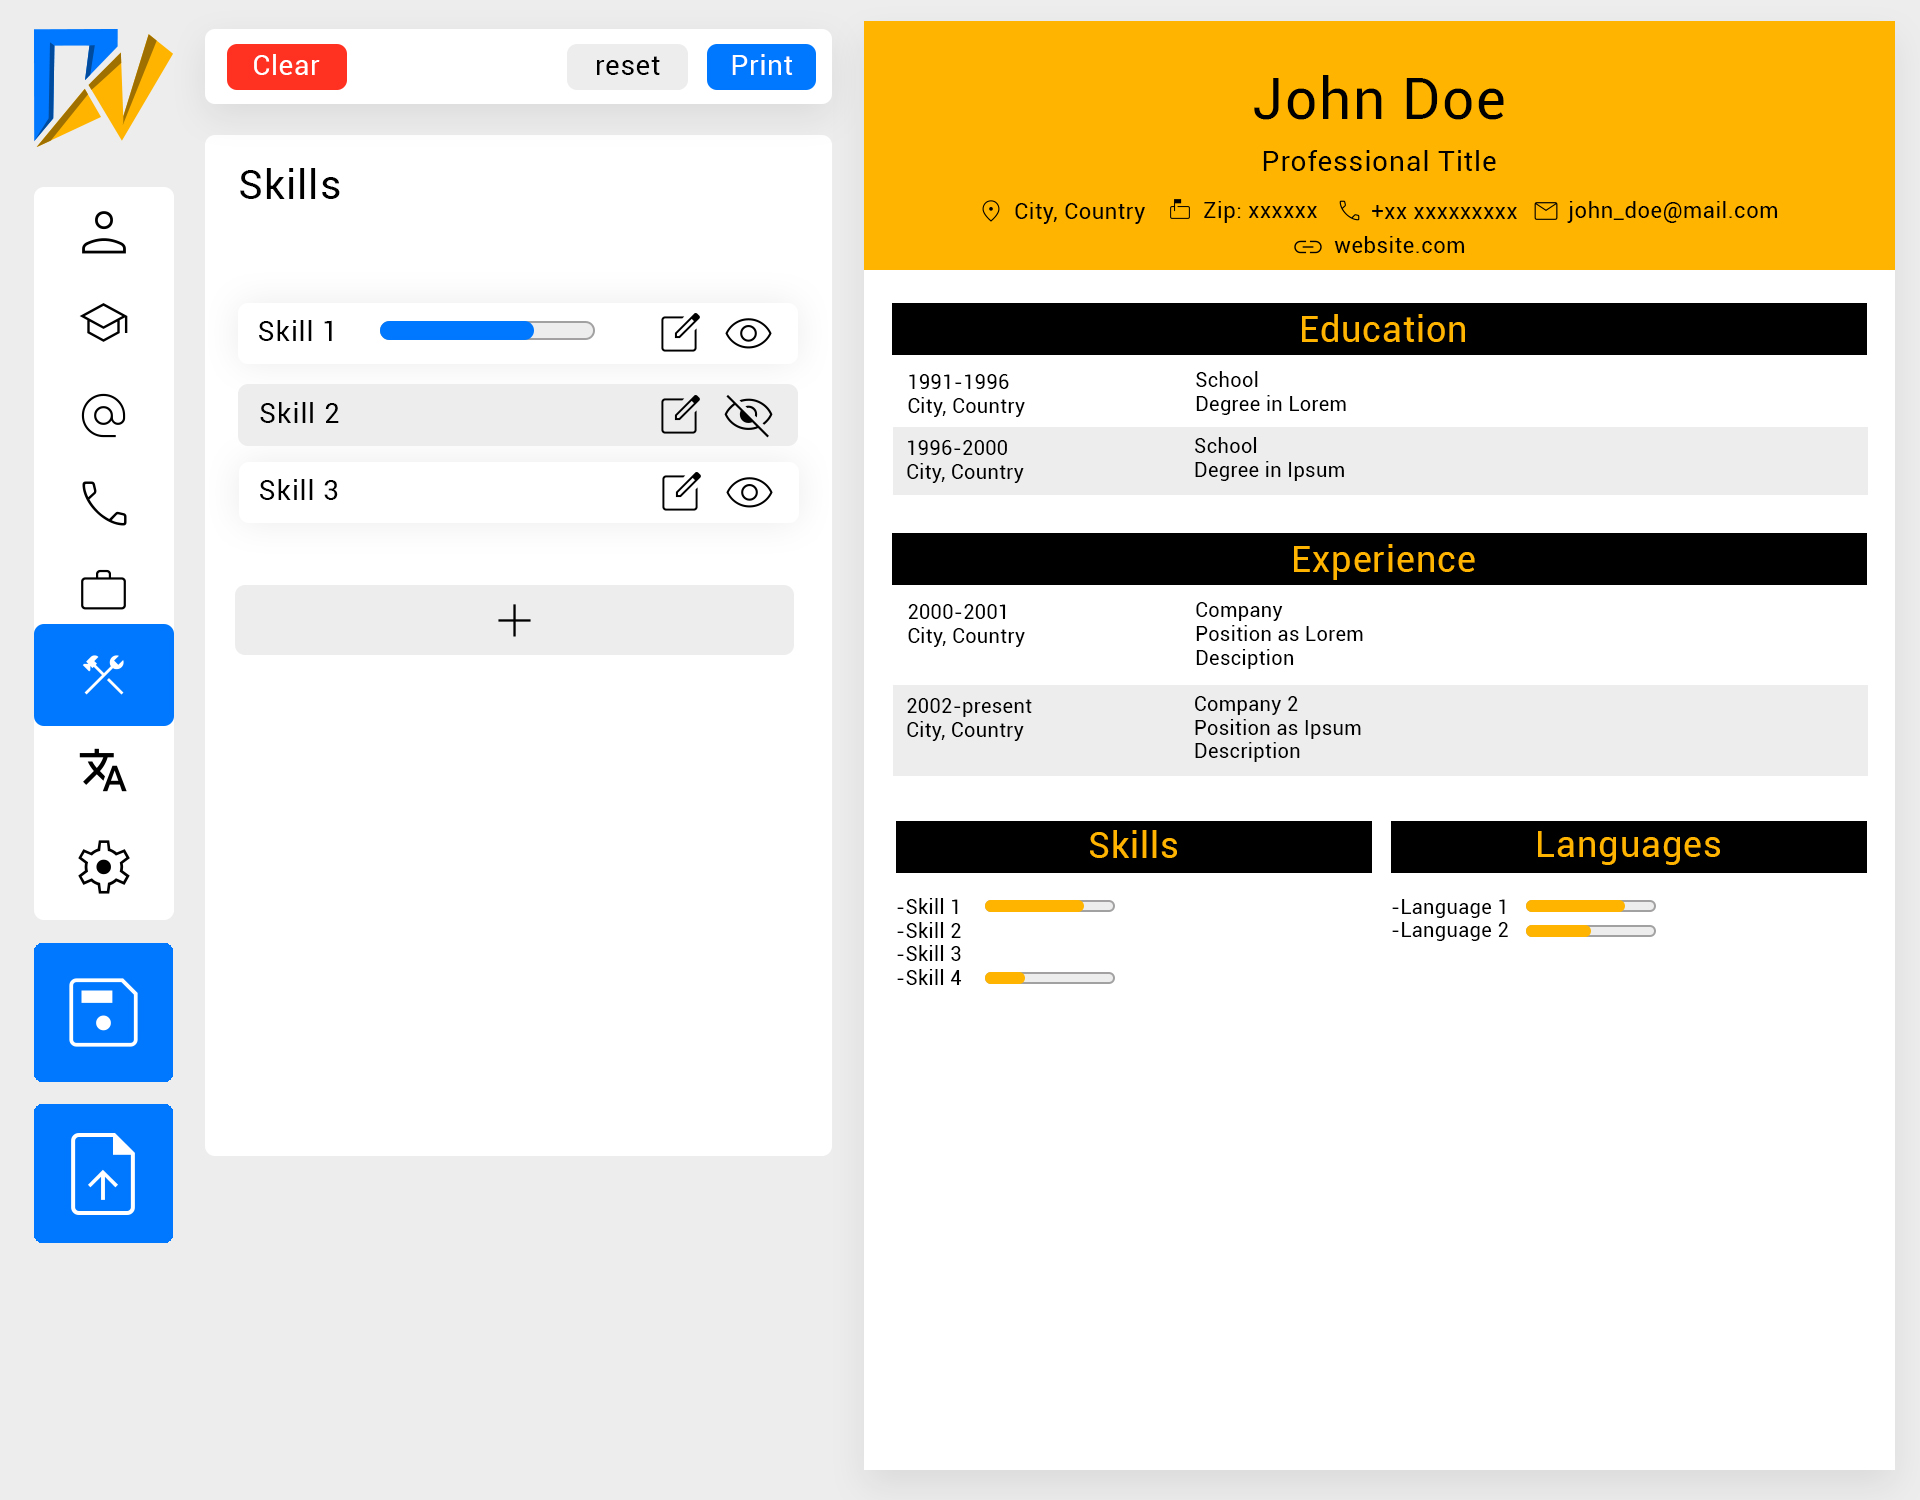 Clear
reset
Print
Skills
Skill 1
Skill 2
Skill 3
John Doe
Professional Title
City, Country Zip: xxxxxx +xx xxxxxxxxx john_doe@mail.com
website.com
Education
1991-1996
City, Country
School
Degree in Lorem
1996-2000
City, Country
School
Degree in Ipsum
Experience
2000-2001
City, Country
Company
Position as Lorem
Desciption
2002-present
City, Country
Company 2
Position as Ipsum
Description
Skills
-Skill 1
-Skill 2
-Skill 3
-Skill 4
Languages
-Language 1
-Language 2